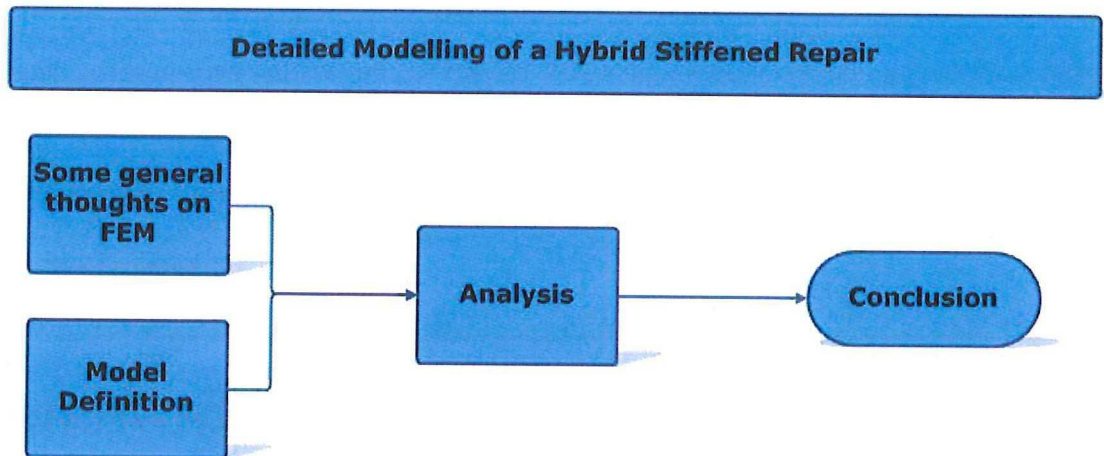 Detailed Modelling of a Hybrid Stiffened Repair
Some general
thoughts on
FEM
Model
Definition
Analysis
Conclusion